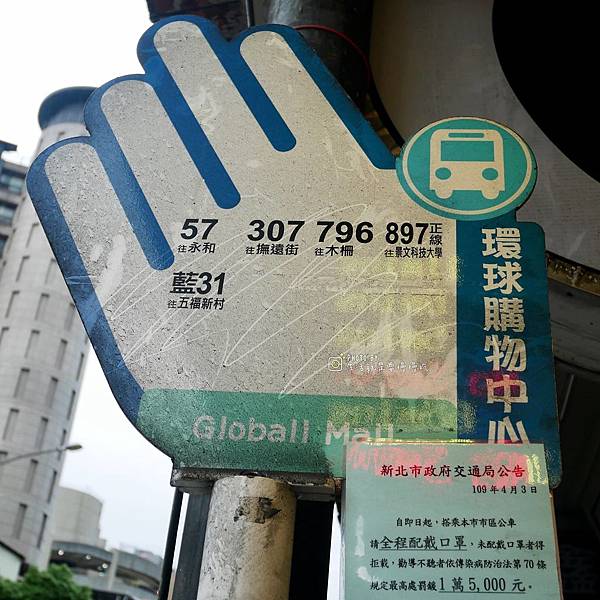 57
往永和
307
往撫遠街
796
往木柵
897正線
往景文科技大學
藍31
往五福新村
環球購物中心
PHOTO BY
Globall Mall
新北市政府交通局公告
109年4月3日
自即日起，搭乘本市市區公車
請全程配戴口罩，未配戴口罩者得
拒載，勸導不聽者依傳染病防治法第70條
規定最高處罰鍰1萬5,000元。